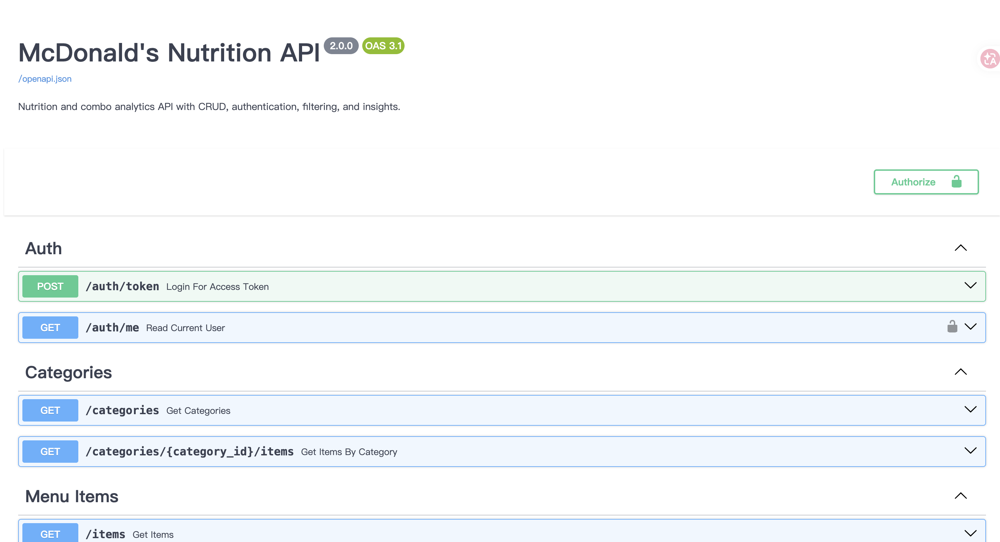 McDonald's Nutrition API 2.0.0 OAS 3.1
/openapi.json
Nutrition and combo analytics API with CRUD, authentication, filtering, and insights.
Authorize
Auth
POST /auth/token Login For Access Token
GET /auth/me Read Current User
Categories
GET /categories Get Categories
GET /categories/{category_id}/items Get Items By Category
Menu Items
GET /items Get Items